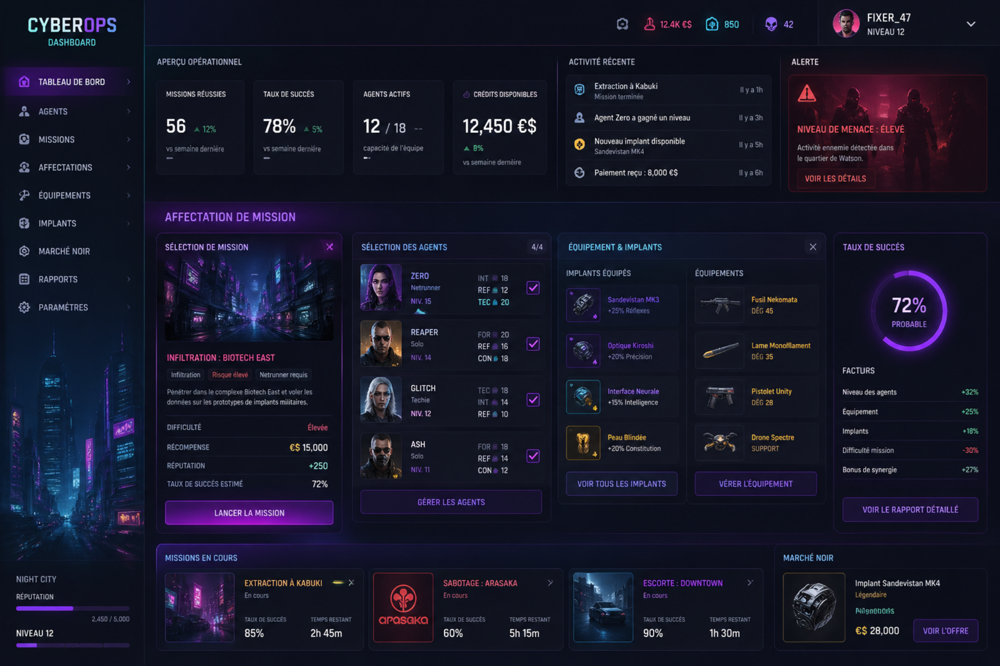 CYBEROPS
DASHBOARD
TABLEAU DE BORD
AGENTS
MISSIONS
AFFECTATIONS
ÉQUIPEMENTS
IMPLANTS
MARCHÉ NOIR
RAPPORTS
PARAMÉTRES
NIGHT CITY
RÉPUTATION
2,450 / 5,000
NIVEAU 12
12.4K €$
850
42
FIXER_47
NIVEAU 12
APERÇU OPÉRATIONNEL
MISSIONS RÉUSSIES
56 ▲ 12%
vs semaine derniére
TAUX DE SUCCÉS
78% ▲ 5%
vs semaine derniére
AGENTS ACTIFS
12 / 18 --
capacité de l'équipe
CRÉDITS DISPONIBLES
12,450 €$
▲ 8%
vs semaine dernèire
ACTIVITÉ RÉCENTE
Extraction à Kabuki
Mission terminée
Il y a 1h
Agent Zero a gagné un niveau
Il y a 3h
Nouveau implant disponible
Sandevistan MK4
Il y a 5h
Paiement reçu : 8,000 €$
Il y a 6h
ALERTE
NIVEAU DE MENACE : ÉLEVÉ
Activité ennemie détectée dans
le quartier de Watson.
VOIR LES DÉTAILS
AFFECTATION DE MISSION
SÉLECTION DE MISSION
INFILTRATION : BIOTECH EAST
Infiltration
Risque élevé
Netrunner requis
Pénétrer dans le complexe Biotech East et voler les
données sur les prototypes de implants militaires.
DIFFICULTÉ Élevée
RÉCOMPENSE €$ 15,000
RÉPUTATION +250
TAUX DE SUCCÉS ESTIMÉ 72%
LANCER LA MISSION
SÉLECTION DES AGENTS
4/4
ZERO
Netrunner
NIV. 15
INT 18
REF 12
TEC 20
REAPER
Solo
NIV. 14
FOR 20
REF 16
CON 18
GLITCH
Techie
NIV. 12
TEC 18
INT 14
REF 10
ASH
Solo
NIV. 11
FOR 18
REF 14
CON 12
GÉRER LES AGENTS
ÉQUIPEMENT & IMPLANTS
IMPLANTS ÉQUIPÉS
Sandevistan MK3
+25% Réflexes
Optique Kiroshi
+20% Précision
Interface Neurale
+15% Intelligence
Peau Blindée
+20% Constitution
VOIR TOUS LES IMPLANTS
ÉQUIPEMENTS
Fusil Nekomata
DÉG 45
Lame Monofflament
DÉG 35
Pistolet Unity
DÉG 28
Drone Spectre
SUPPORT
VÉRER L'ÉQUIPEMENT
TAUX DE SUCCÉS
72%
PROBABLE
FACTURS
Niveau des agents +32%
Équipement +25%
Implants +18%
Difficulté mission -30%
Bonus de synergie +27%
VOIR LE RAPPORT DÉTAILLÉ
MISSIONS EN COURS
EXTRACTION À KABUKI
En cours
TAUX DE SUCCÉS
85%
TEMPS RESTANT
2h 45m
arasaka
SABOTAGE : ARASAKA
En cours
TAUX DE SUCCÉS
60%
TEMPS RESTANT
5h 15m
ESCORTE : DOWNTOWN
En cours
TAUX DE SUCCÉS
90%
TEMPS RESTANT
1h 30m
MARCHÉ NOIR
Implant Sandevistan MK4
Légendaire
€$ 28,000
VOIR L'OFFRE